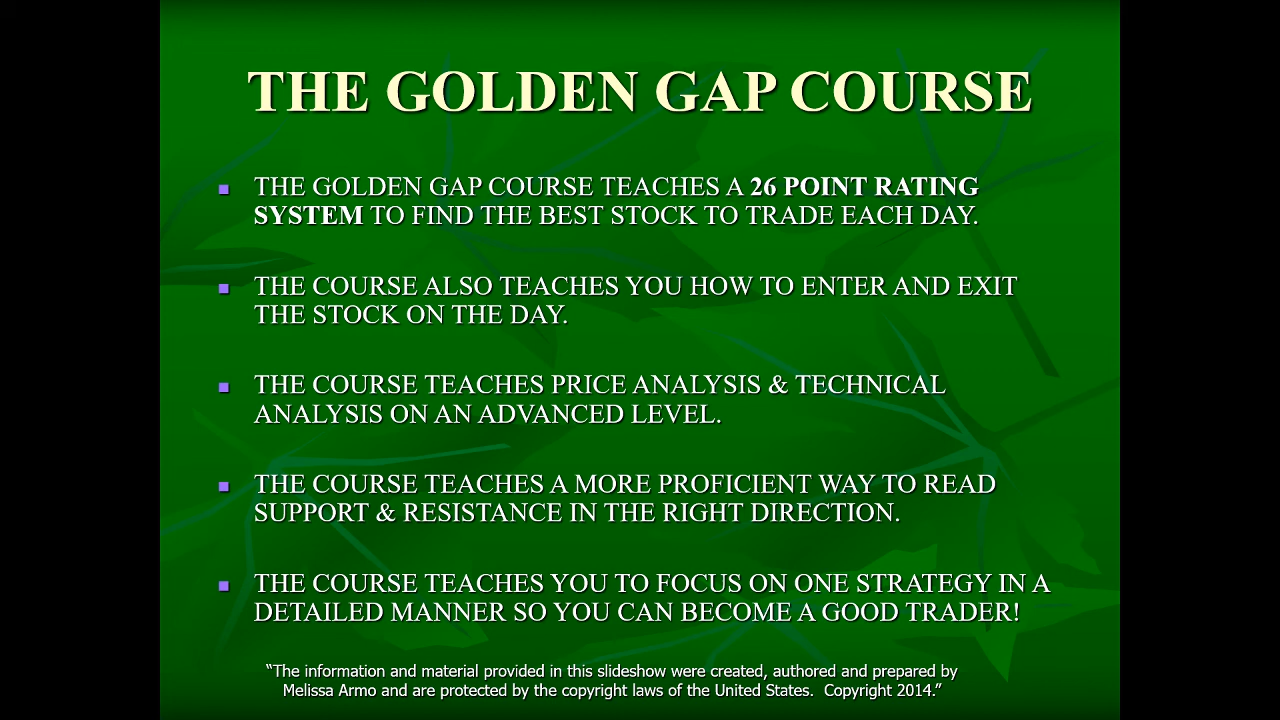 THE GOLDEN GAP COURSE
THE GOLDEN GAP COURSE TEACHES A 26 POINT RATING
SYSTEM TO FIND THE BEST STOCK TO TRADE EACH DAY.
THE COURSE ALSO TEACHES YOU HOW TO ENTER AND EXIT
THE STOCK ON THE DAY.
THE COURSE TEACHES PRICE ANALYSIS & TECHNICAL
ANALYSIS ON AN ADVANCED LEVEL.
THE COURSE TEACHES A MORE PROFICIENT WAY TO READ
SUPPORT & RESISTANCE IN THE RIGHT DIRECTION.
THE COURSE TEACHES YOU TO FOCUS ON ONE STRATEGY IN A
DETAILED MANNER SO YOU CAN BECOME A GOOD TRADER!
“The information and material provided in this slideshow were created, authored and prepared by
Melissa Armo and are protected by the copyright laws of the United States.  Copyright 2014.”